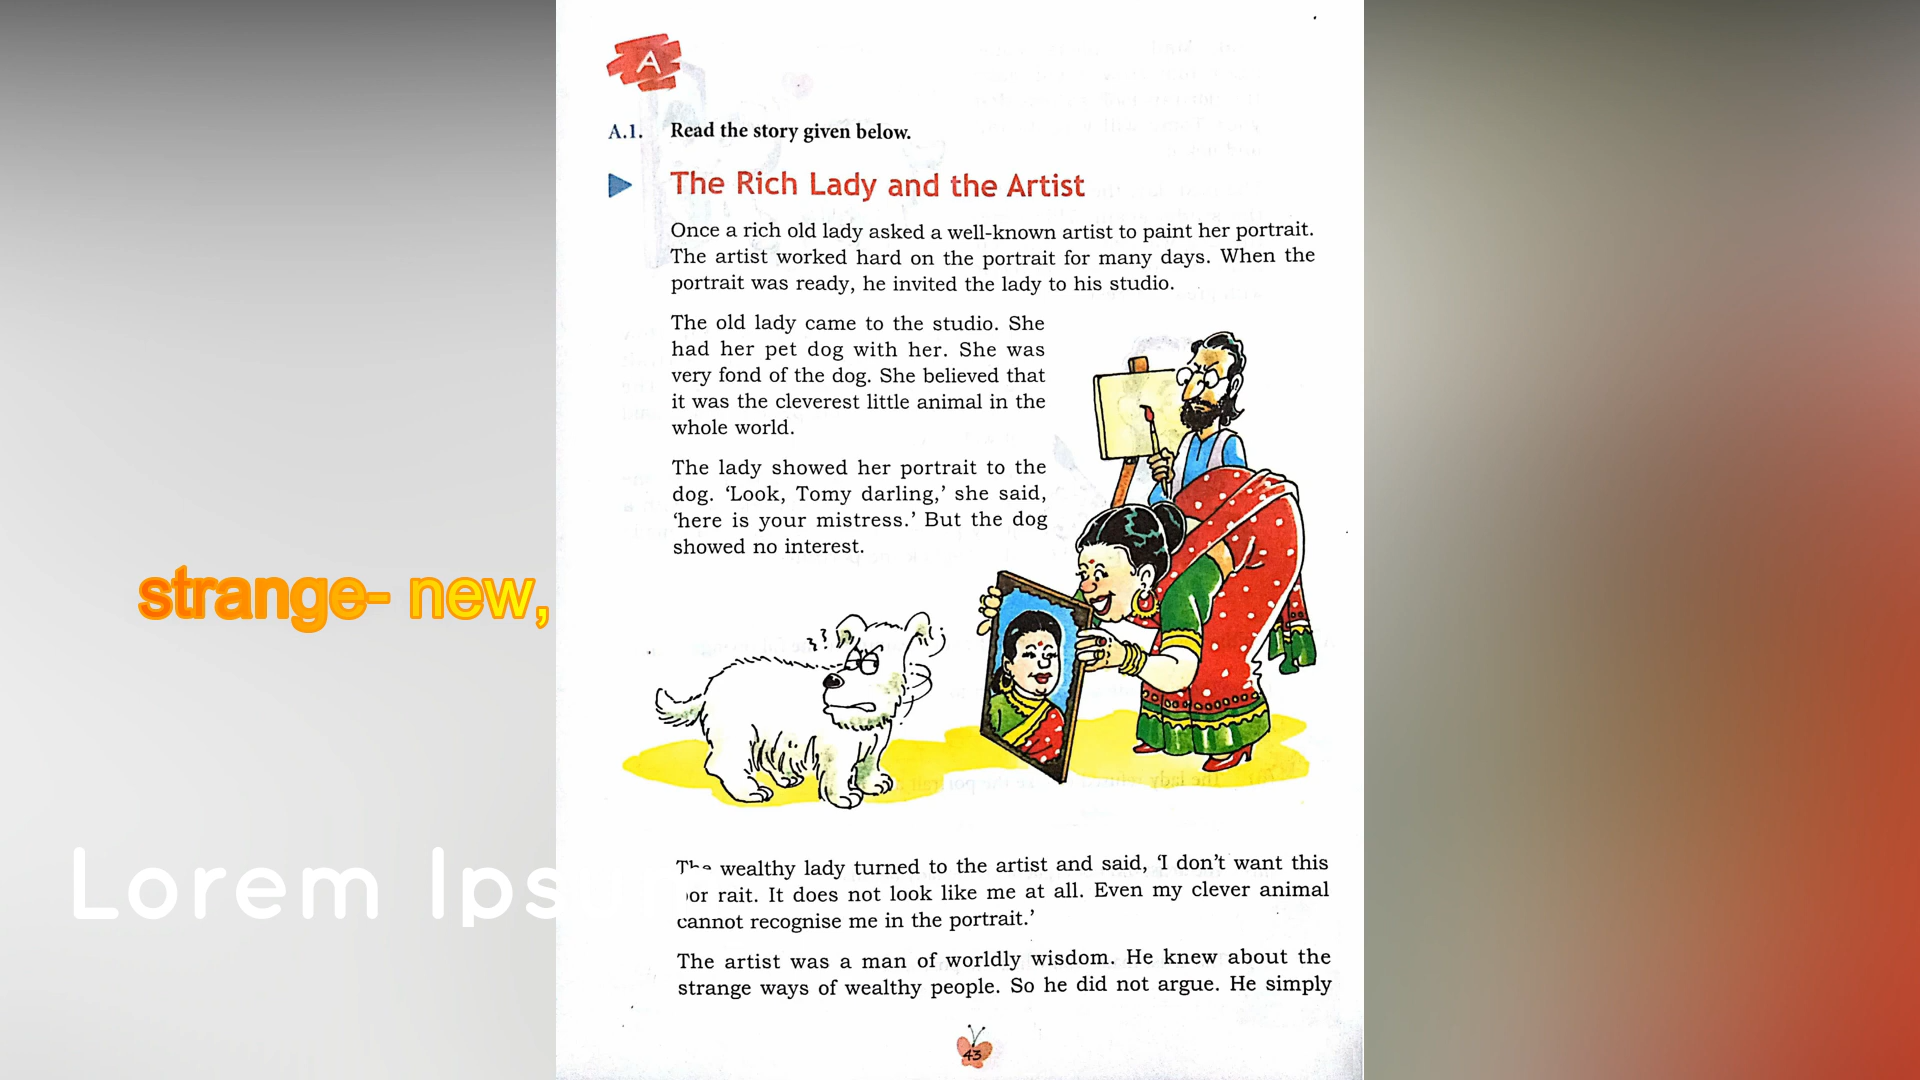 A
A.1. Read the story given below.
The Rich Lady and the Artist
Once a rich old lady asked a well-known artist to paint her portrait.
The artist worked hard on the portrait for many days. When the
portrait was ready, he invited the lady to his studio.
The old lady came to the studio. She
had her pet dog with her. She was
very fond of the dog. She believed that
it was the cleverest little animal in the
whole world.
The lady showed her portrait to the
dog. ‘Look, Tomy darling,’ she said,
‘here is your mistress.’ But the dog
showed no interest.
??
strange- new,
Lorem Ipsu
The wealthy lady turned to the artist and said, ‘I don’t want this
or rait. It does not look like me at all. Even my clever animal
cannot recognise me in the portrait.’
The artist was a man of worldly wisdom. He knew about the
strange ways of wealthy people. So he did not argue. He simply
43